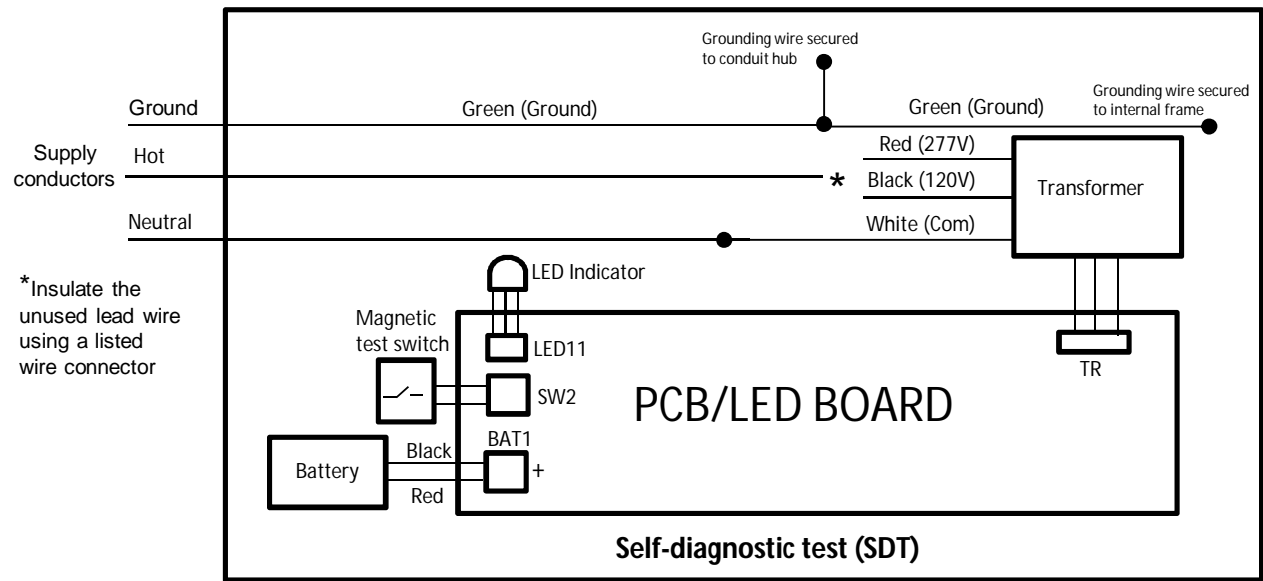 Grounding wire secured
to conduit hub
Grounding wire secured
to internal frame
Ground
Green (Ground)
Green (Ground)
Supply
conductors
Hot
*
Red (277V)
Black (120V)
Transformer
Neutral
White (Com)
*Insulate the
unused lead wire
using a listed
wire connector
LED Indicator
Magnetic
test switch
LED11
SW2
TR
PCB/LED BOARD
BAT1
Battery
Black
+
Red
Self-diagnostic test (SDT)